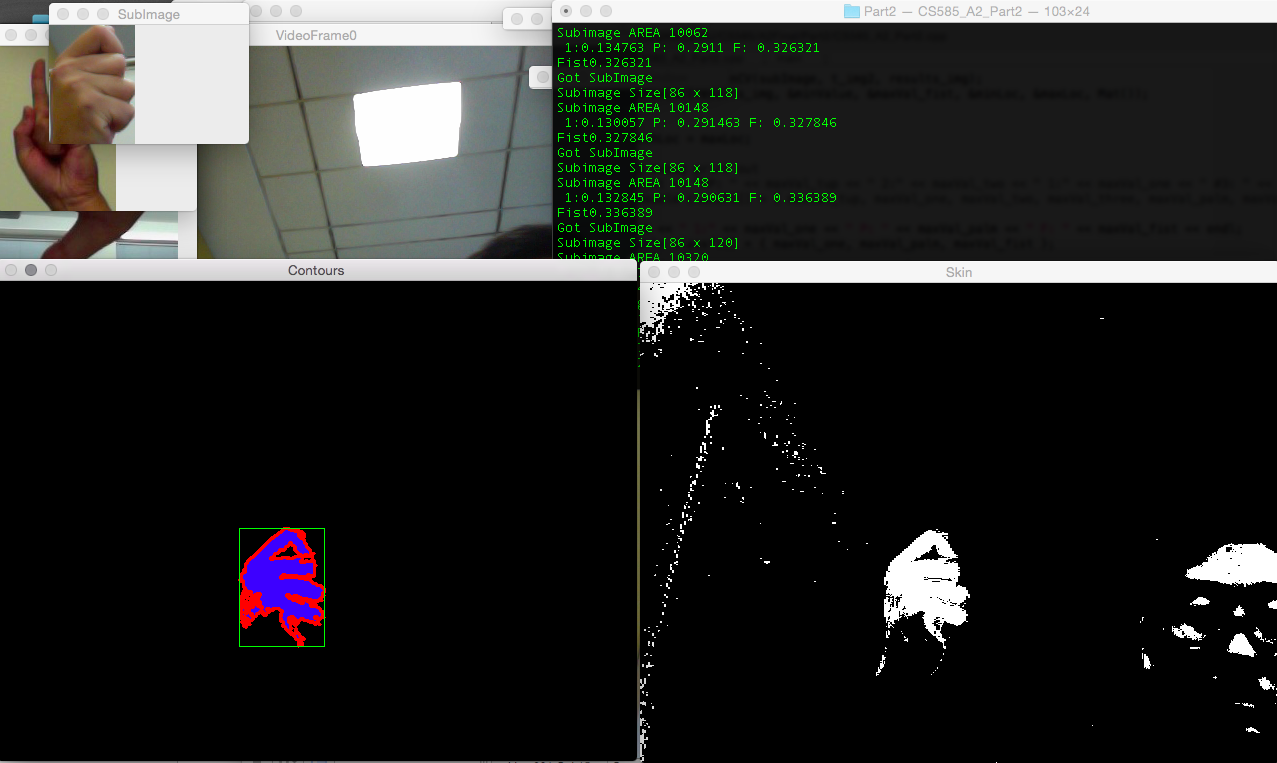 SubImage
VideoFrame0
Part2 — CS585_A2_Part2 — 103×24
Subimage AREA 10062
1:0.134763 P: 0.2911 F: 0.326321
Fist0.326321
Got SubImage
Subimage Size[86 x 118]
Subimage AREA 10148
1:0.130057 P: 0.291463 F: 0.327846
Fist0.327846
Got SubImage
Subimage Size[86 x 118]
Subimage AREA 10148
1:0.132845 P: 0.290631 F: 0.336389
Fist0.336389
Got SubImage
Subimage Size[86 x 120]
Subimage AREA 10320
Contours
Skin